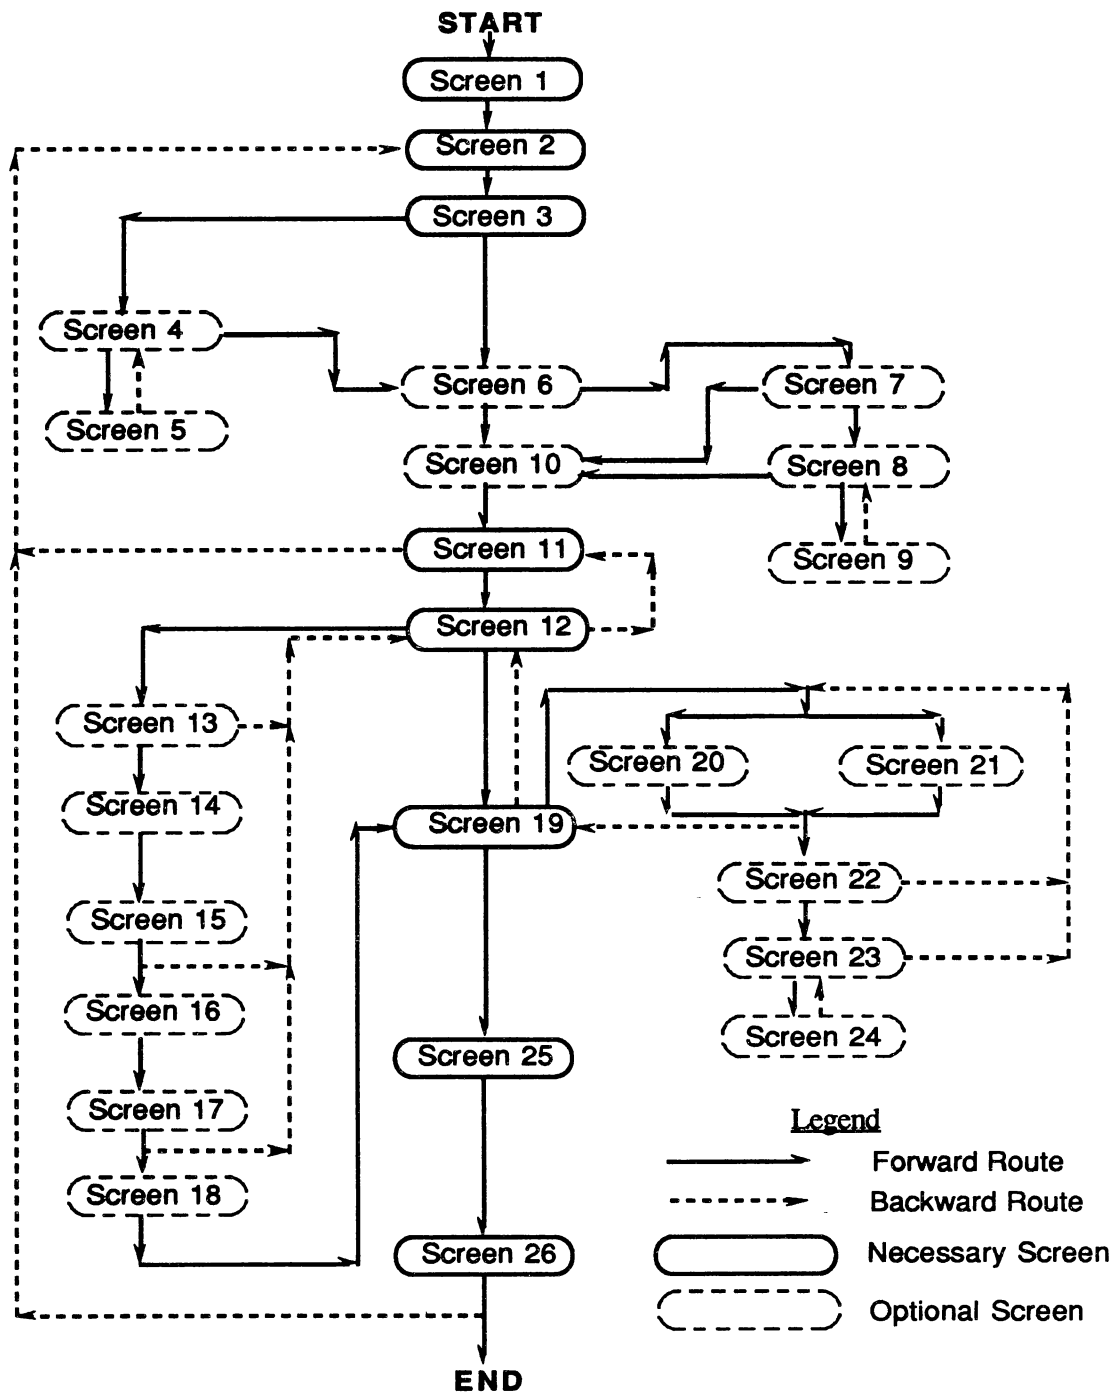 START
Screen 1
Screen 2
Screen 3
Screen 4
Screen 5
Screen 6
Screen 7
Screen 10
Screen 8
Screen 9
Screen 11
Screen 12
Screen 13
Screen 14
Screen 15
Screen 16
Screen 17
Screen 18
Screen 19
Screen 20
Screen 21
Screen 22
Screen 23
Screen 24
Screen 25
Screen 26
END
Legend
Forward Route
Backward Route
Necessary Screen
Optional Screen